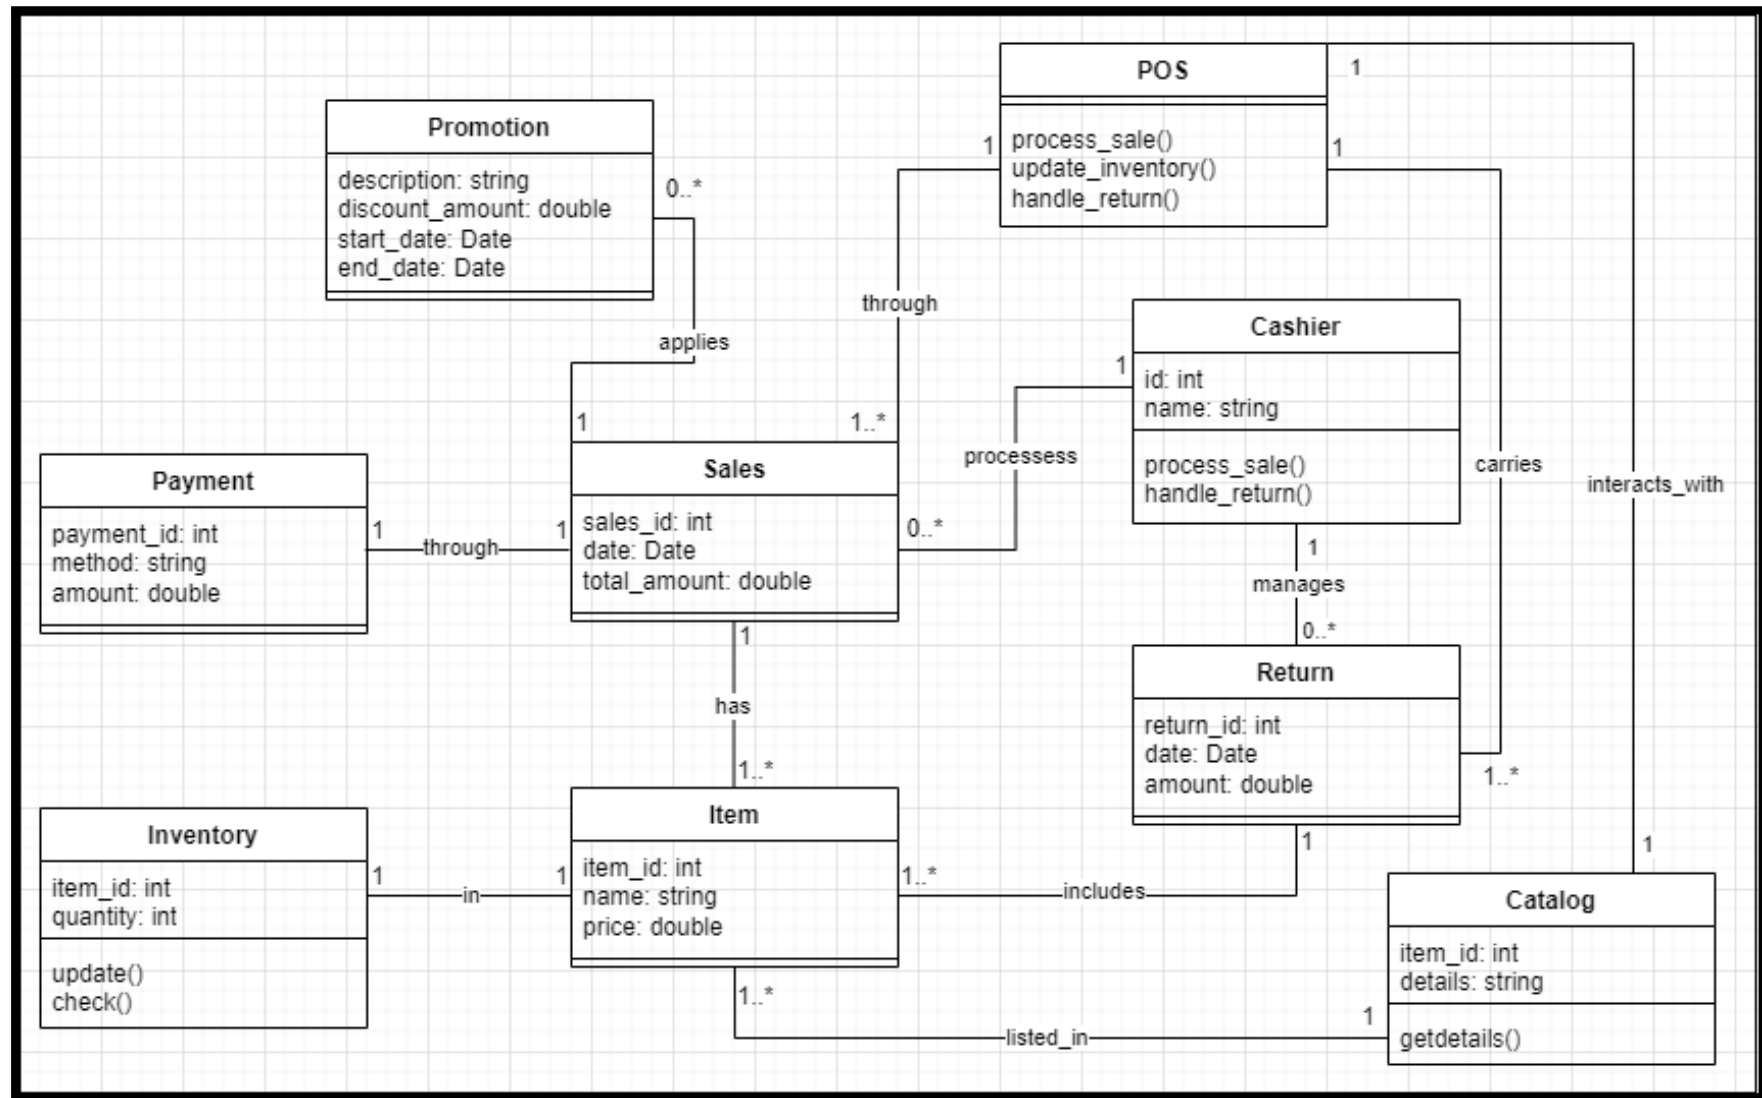 POS
1
process_sale()
update_inventory()
handle_return()
1
1
Promotion
description: string
discount_amount: double
start_date: Date
end_date: Date
0..*
applies
1
through
1..*
Cashier
id: int
name: string
process_sale()
handle_return()
1
processess
0..*
carries
interacts_with
Payment
payment_id: int
method: string
amount: double
1
through
1
Sales
sales_id: int
date: Date
total_amount: double
1
has
1..*
1
manages
0..*
Return
return_id: int
date: Date
amount: double
1..*
1
Inventory
item_id: int
quantity: int
update()
check()
1
in
1
Item
item_id: int
name: string
price: double
1..*
includes
1
Catalog
item_id: int
details: string
getdetails()
1..*
listed_in
1